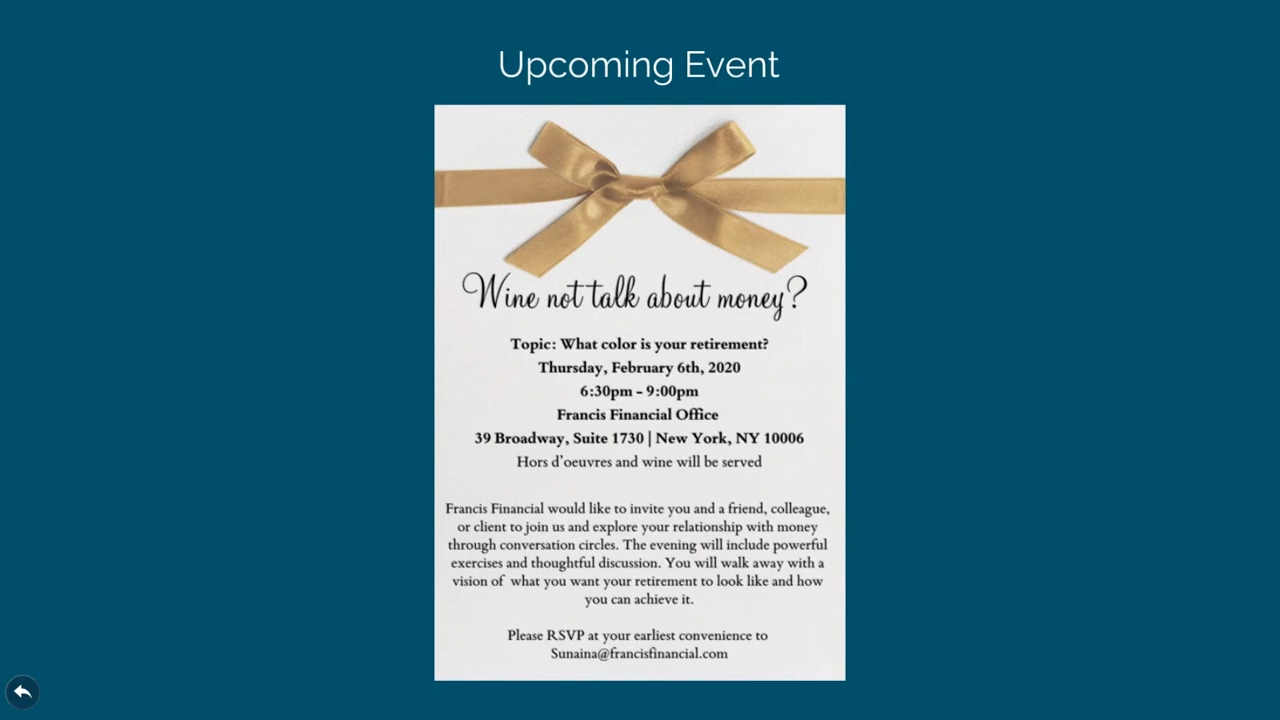 Upcoming Event
Wine not talk about money?
Topic: What color is your retirement?
Thursday, February 6th, 2020
6:30pm - 9:00pm
Francis Financial Office
39 Broadway, Suite 1730 | New York, NY 10006
Hors d'oeuvres and wine will be served
Francis Financial would like to invite you and a friend, colleague,
or client to join us and explore your relationship with money
through conversation circles. The evening will include powerful
exercises and thoughtful discussion. You will walk away with a
vision of what you want your retirement to look like and how
you can achieve it.
Please RSVP at your earliest convenience to
Sunaina@francisfinancial.com